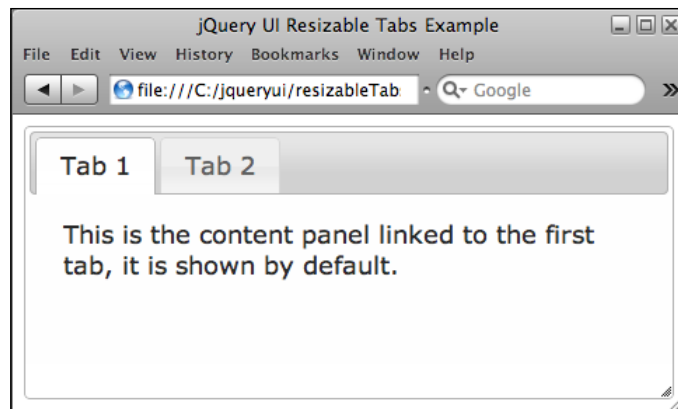 jQuery UI Resizable Tabs Example
File Edit View History Bookmarks Window Help
file:///C:/jqueryui/resizableTab: Google
Tab 1 Tab 2
This is the content panel linked to the first
tab, it is shown by default.